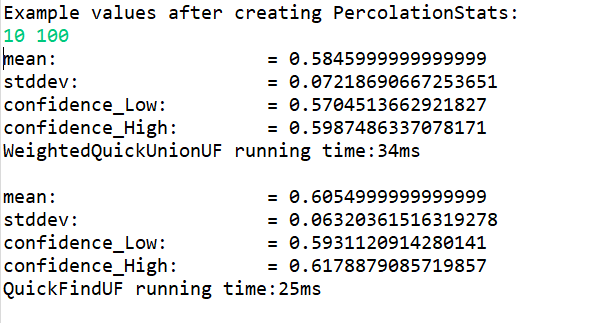 Example values after creating PercolationStats:
10 100
mean: = 0.5845999999999999
stddev: = 0.07218690667253651
confidence_Low: = 0.5704513662921827
confidence_High: = 0.5987486337078171
WeightedQuickUnionUF running time:34ms
mean: = 0.6054999999999999
stddev: = 0.06320361516319278
confidence_Low: = 0.5931120914280141
confidence_High: = 0.6178879085719857
QuickFindUF running time:25ms